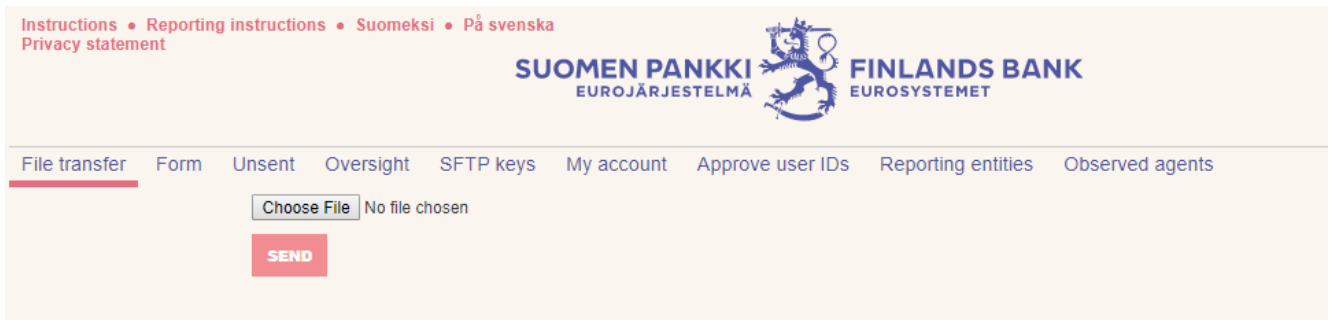 Instructions ● Reporting instructions ● Suomeksi ● På svenska
Privacy statement
SUOMEN PANKKI FINLANDS BANK
EUROJÄRJESTELMÄ EUROSYSTEMET
File transfer Form Unsent Oversight SFTP keys My account Approve user IDs Reporting entities Observed agents
Choose File No file chosen
SEND